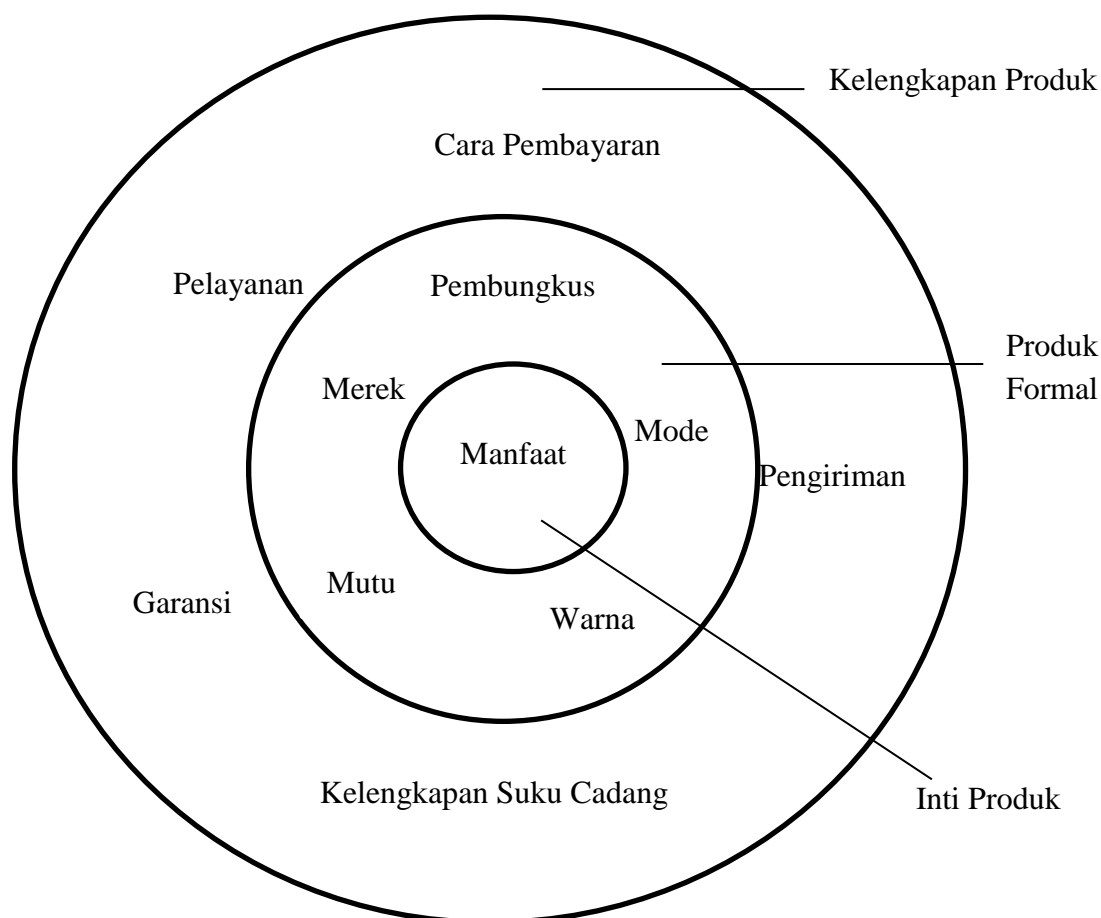 Kelengkapan Produk
Cara Pembayaran
Pelayanan
Pembungkus
Produk
Formal
Merek
Mode
Manfaat
Pengiriman
Mutu
Garansi
Warna
Kelengkapan Suku Cadang
Inti Produk